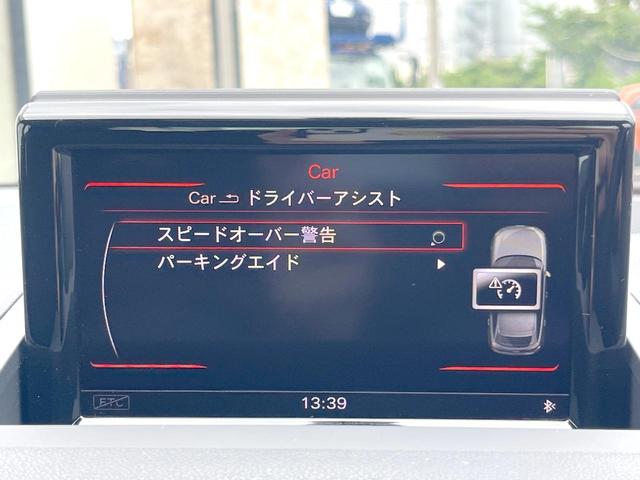 Car
Car ドライバーアシスト
スピードオーバー警告
パーキングエイド
ETC 13:39